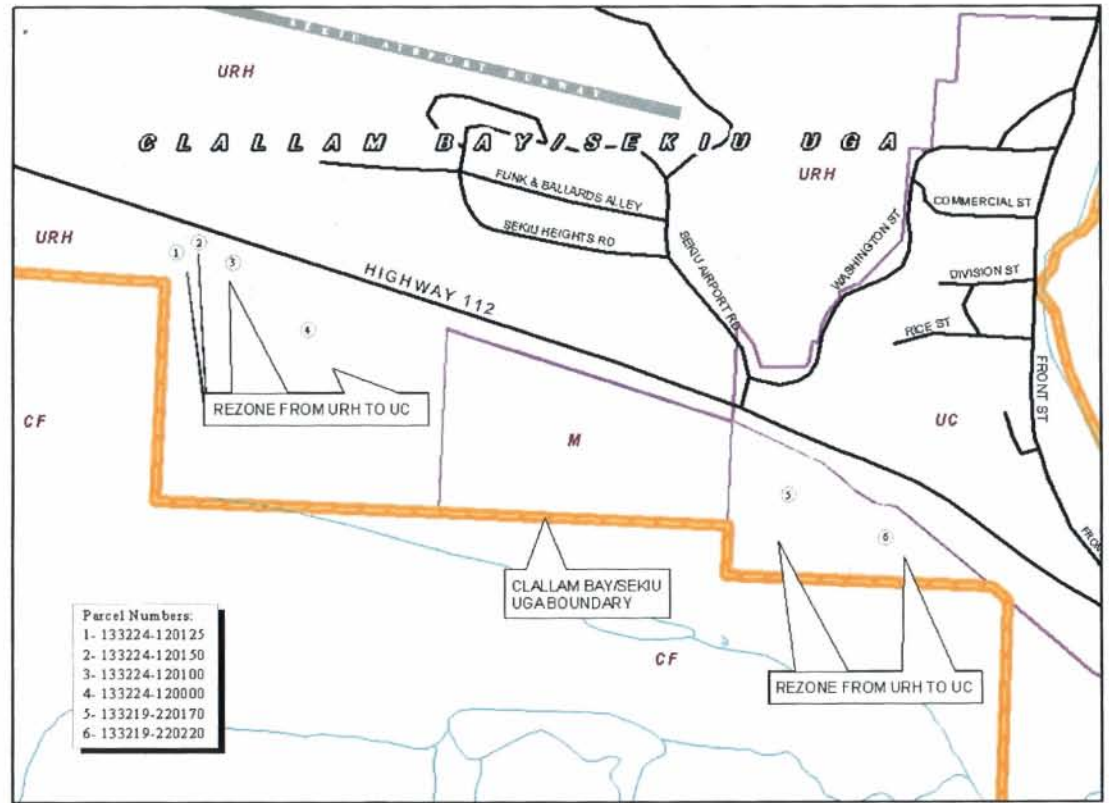 SEKIU AIRPORT RUNWAY
URH
CLALLAM BAY/SEKIU UGA
URH
FUNK & BALLARDS ALLEY
SEKIU HEIGHTS RD
SEKIU AIRPORT RD
WASHINGTON ST
COMMERCIAL ST
DIVISION ST
RICE ST
FRONT ST
URH
1
2
3
4
HIGHWAY 112
REZONE FROM URH TO UC
CF
M
UC
5
6
FRON
CLALLAM BAY/SEKIU
UGA BOUNDARY
CF
REZONE FROM URH TO UC
Parcel Numbers:
1- 133224-120125
2- 133224-120150
3- 133224-120100
4- 133224-120000
5- 133219-220170
6- 133219-220220